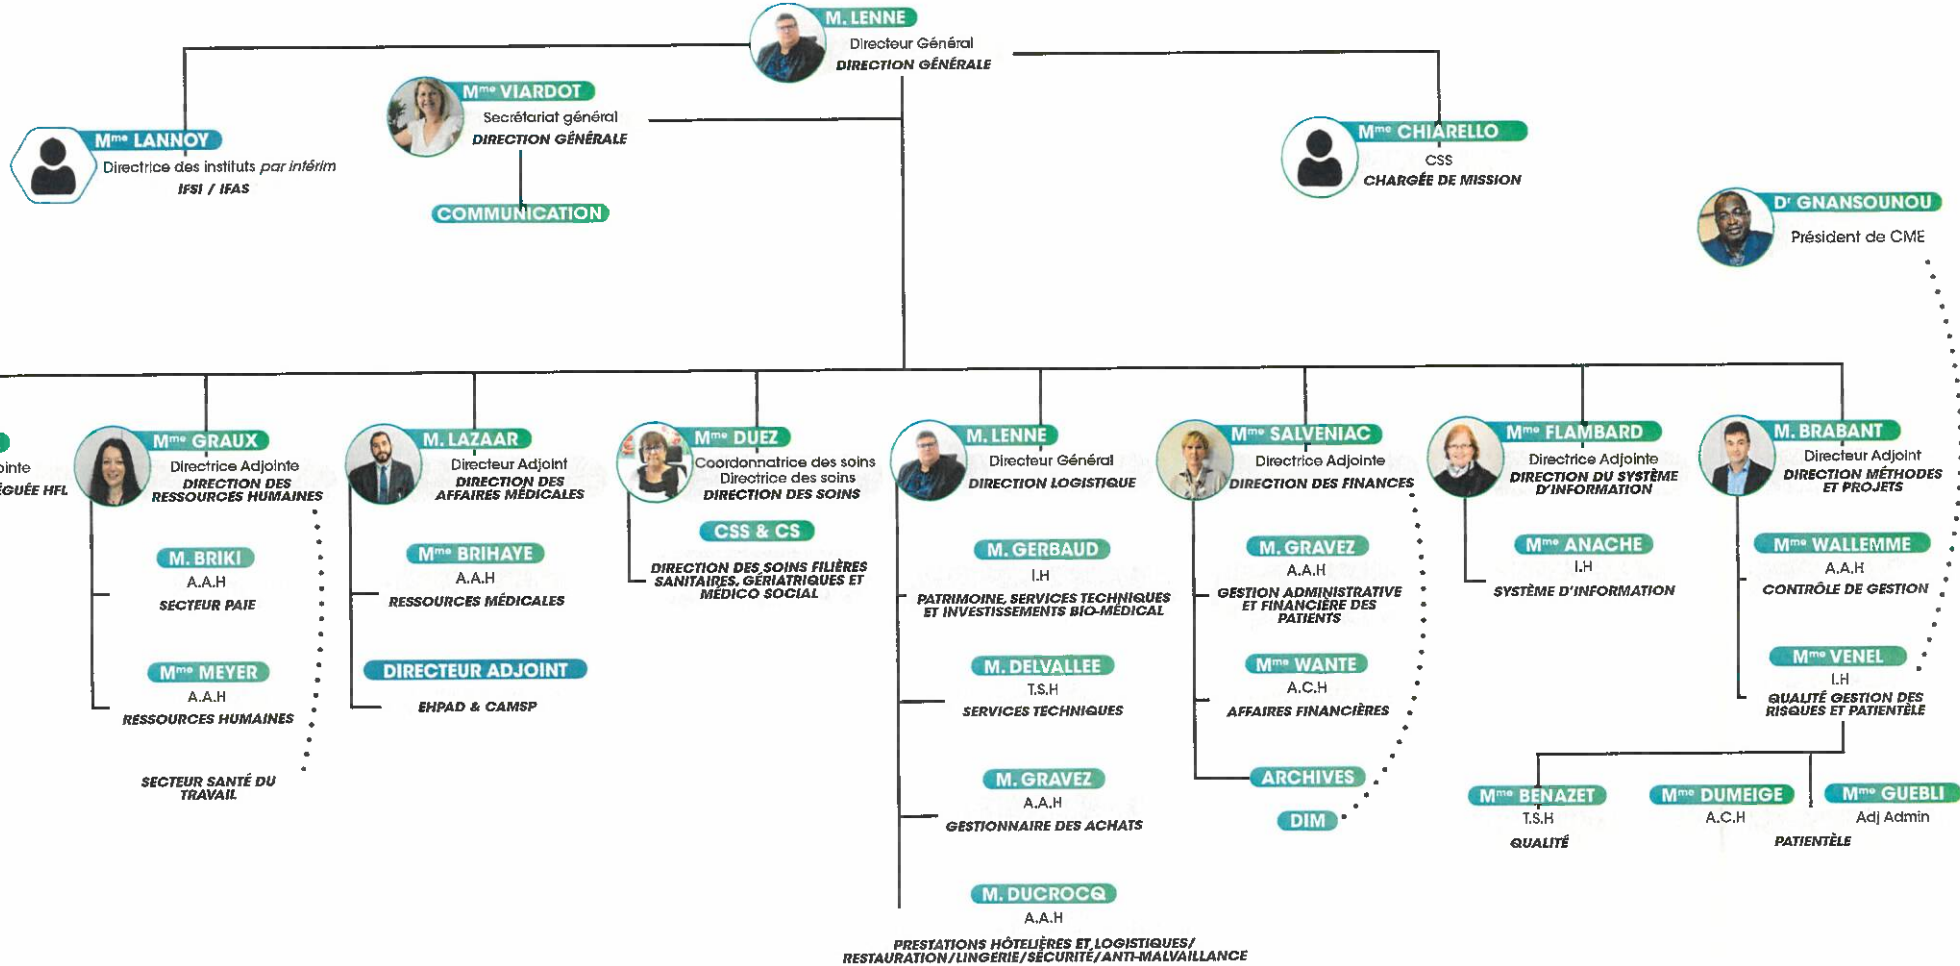 M. LENNE
Directeur Général
DIRECTION GÉNÉRALE
Mme VIARDOT
Secrétariat général
DIRECTION GÉNÉRALE
COMMUNICATION
Mme LANNOY
Directrice des instituts par intérim
IFSI / IFAS
Mme CHIARELLO
CSS
CHARGÉE DE MISSION
Dr GNANSOUNOU
Président de CME
ointe
ÉGUÉE HFL
Mme GRAUX
Directrice Adjointe
DIRECTION DES
RESSOURCES HUMAINES
M. BRIKI
A.A.H
SECTEUR PAIE
Mme MEYER
A.A.H
RESSOURCES HUMAINES
SECTEUR SANTÉ DU
TRAVAIL
M. LAZAAR
Directeur Adjoint
DIRECTION DES
AFFAIRES MÉDICALES
Mme BRIHAYE
A.A.H
RESSOURCES MÉDICALES
DIRECTEUR ADJOINT
EHPAD & CAMSP
Mme DUEZ
Coordonnatrice des soins
Directrice des soins
DIRECTION DES SOINS
CSS & CS
DIRECTION DES SOINS FILIÈRES
SANITAIRES, GÉRIATRIQUES ET
MÉDICO SOCIAL
M. LENNE
Directeur Général
DIRECTION LOGISTIQUE
M. GERBAUD
I.H
PATRIMOINE, SERVICES TECHNIQUES
ET INVESTISSEMENTS BIO-MÉDICAL
M. DELVALLEE
T.S.H
SERVICES TECHNIQUES
M. GRAVEZ
A.A.H
GESTIONNAIRE DES ACHATS
M. DUCROCQ
A.A.H
PRESTATIONS HÔTELIÈRES ET LOGISTIQUES/
RESTAURATION/LINGERIE/SÉCURITÉ/ANTI-MALVAILLANCE
Mme SALVENIAC
Directrice Adjointe
DIRECTION DES FINANCES
M. GRAVEZ
A.A.H
GESTION ADMINISTRATIVE
ET FINANCIÈRE DES
PATIENTS
Mme WANTE
A.C.H
AFFAIRES FINANCIÈRES
ARCHIVES
DIM
Mme FLAMBARD
Directrice Adjointe
DIRECTION DU SYSTÈME
D'INFORMATION
Mme ANACHE
I.H
SYSTÈME D'INFORMATION
M. BRABANT
Directeur Adjoint
DIRECTION MÉTHODES
ET PROJETS
Mme WALLEMME
A.A.H
CONTRÔLE DE GESTION
Mme VENEL
I.H
QUALITÉ GESTION DES
RISQUES ET PATIENTÈLE
Mme BENAZET
T.S.H
QUALITÉ
Mme DUMEIGE
A.C.H
Mme GUEBLI
Adj Admin
PATIENTÈLE